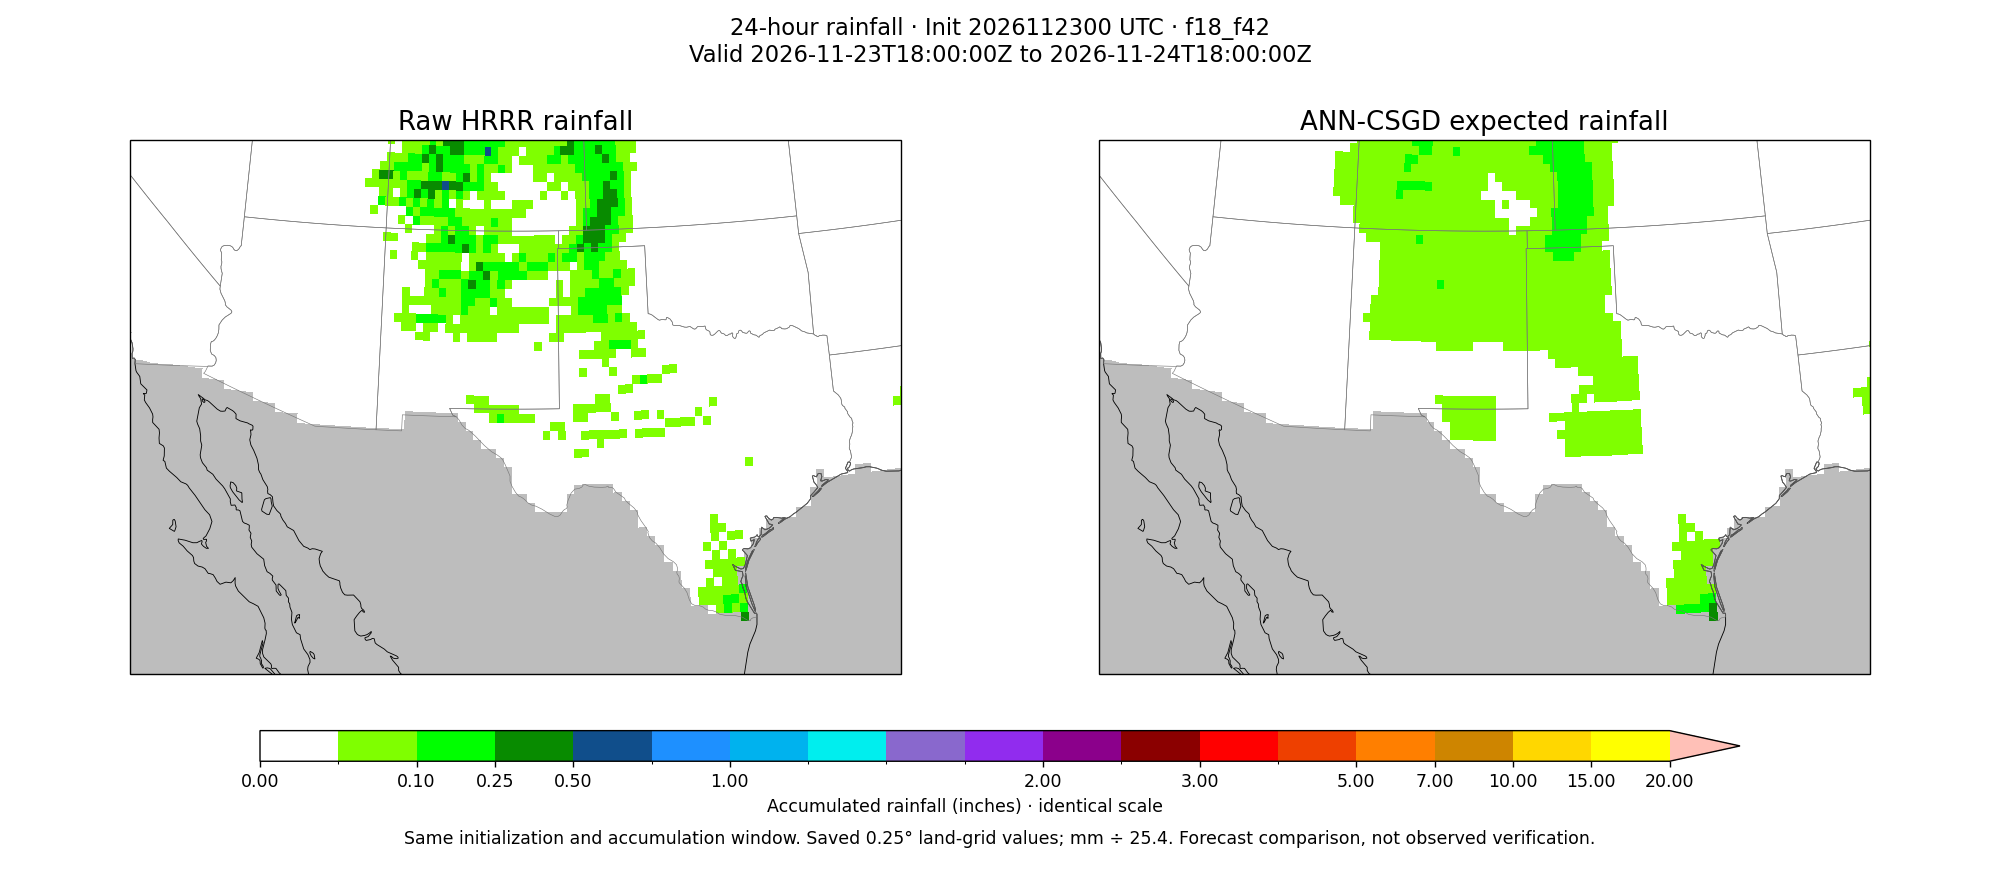 24-hour rainfall · Init 2026112300 UTC · f18_f42
Valid 2026-11-23T18:00:00Z to 2026-11-24T18:00:00Z
Raw HRRR rainfall
ANN-CSGD expected rainfall
0.00 0.10 0.25 0.50 1.00 2.00 3.00 5.00 7.00 10.00 15.00 20.00
Accumulated rainfall (inches) · identical scale
Same initialization and accumulation window. Saved 0.25° land-grid values; mm ÷ 25.4. Forecast comparison, not observed verification.